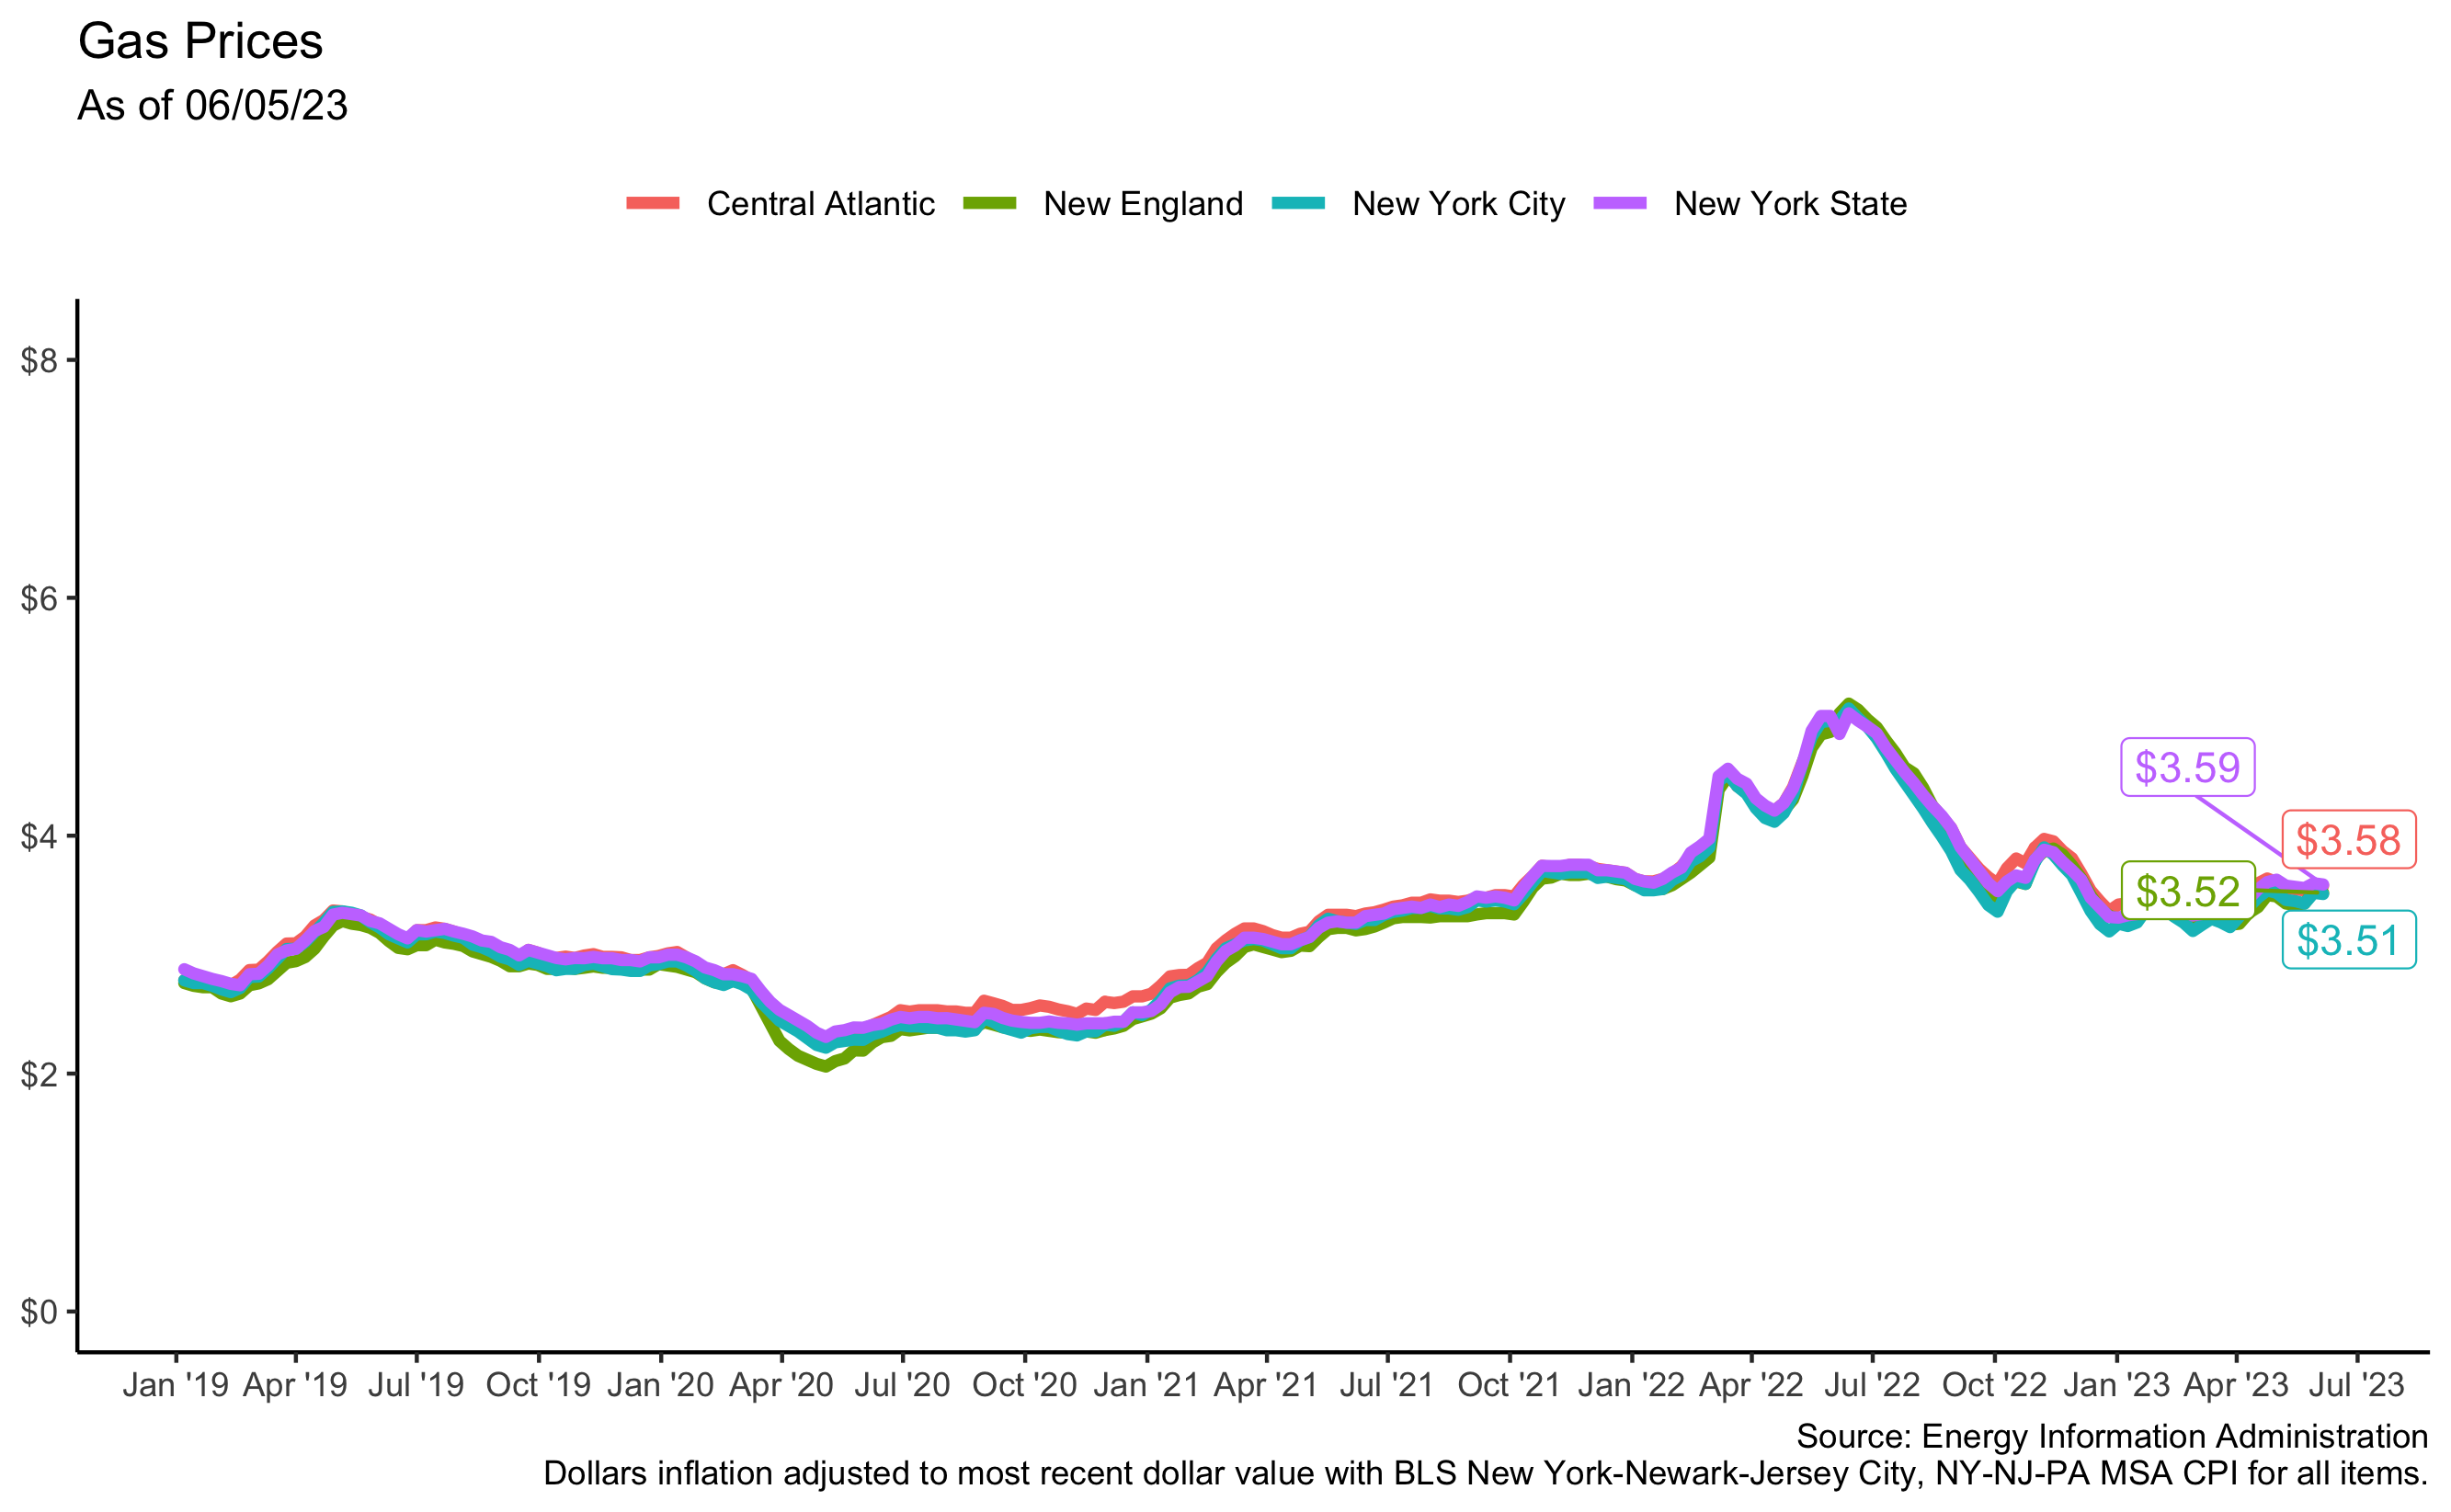 Gas Prices
As of 06/05/23
Central Atlantic New England New York City New York State
$8
$6
$4
$2
$0
$3.59
$3.58
$3.52
$3.51
Jan '19 Apr '19 Jul '19 Oct '19 Jan '20 Apr '20 Jul '20 Oct '20 Jan '21 Apr '21 Jul '21 Oct '21 Jan '22 Apr '22 Jul '22 Oct '22 Jan '23 Apr '23 Jul '23
Source: Energy Information Administration
Dollars inflation adjusted to most recent dollar value with BLS New York-Newark-Jersey City, NY-NJ-PA MSA CPI for all items.